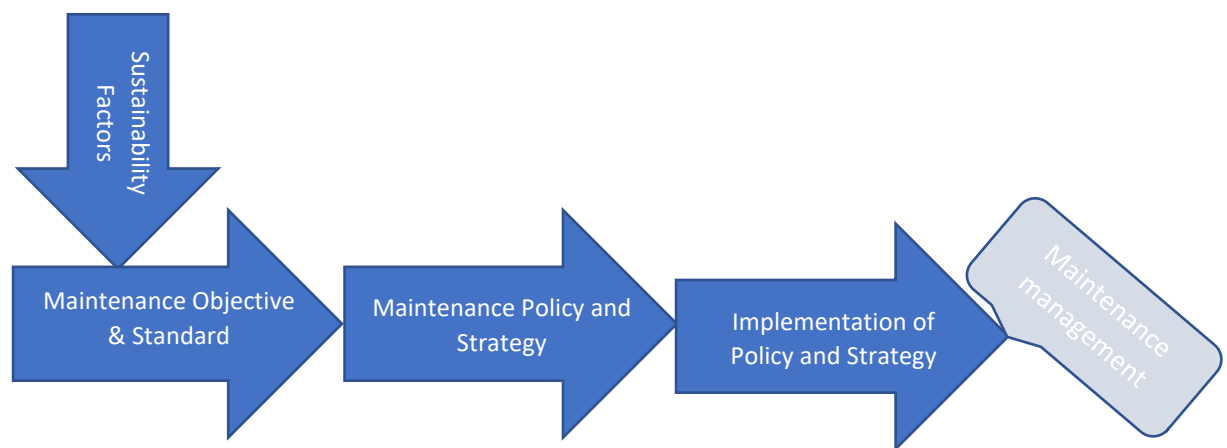 Sustainability
Factors
Maintenance Objective
& Standard
Maintenance Policy and
Strategy
Implementation of
Policy and Strategy
Maintenance
management